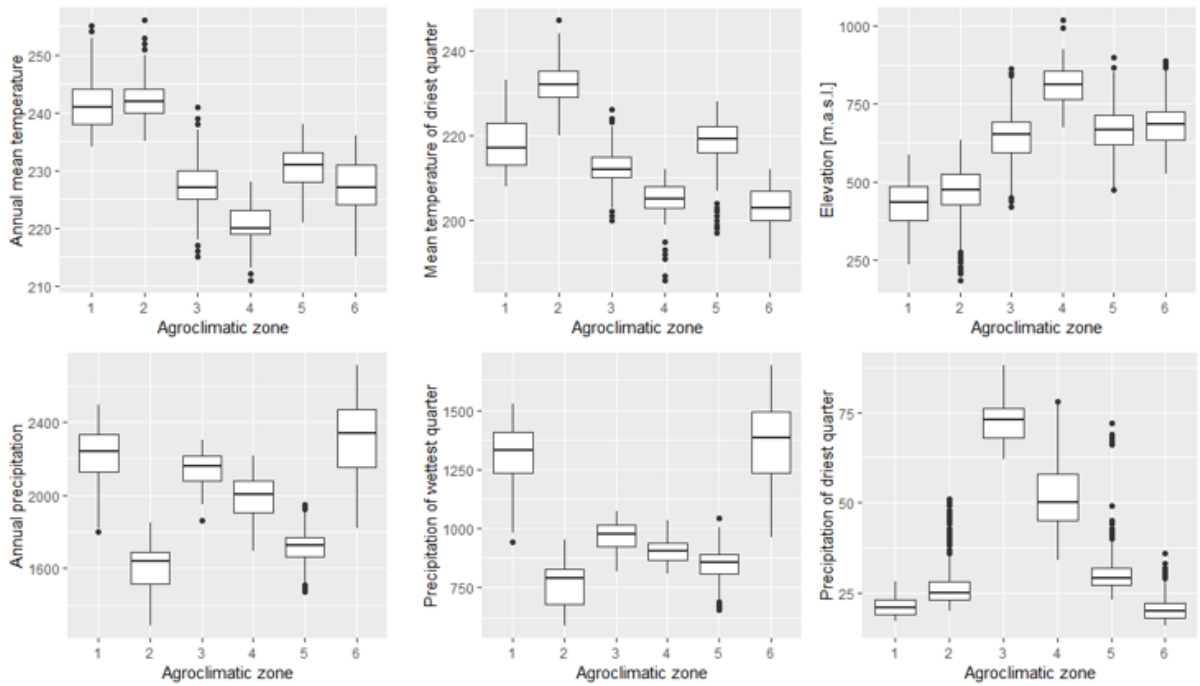 Annual mean temperature
250
240
230
220
210
1 2 3 4 5 6
Agroclimatic zone
Mean temperature of driest quarter
240
220
200
1 2 3 4 5 6
Agroclimatic zone
Elevation [m.a.s.l.]
1000
750
500
250
1 2 3 4 5 6
Agroclimatic zone
Annual precipitation
2400
2000
1600
1 2 3 4 5 6
Agroclimatic zone
Precipitation of wettest quarter
1500
1250
1000
750
1 2 3 4 5 6
Agroclimatic zone
Precipitation of driest quarter
75
50
25
1 2 3 4 5 6
Agroclimatic zone